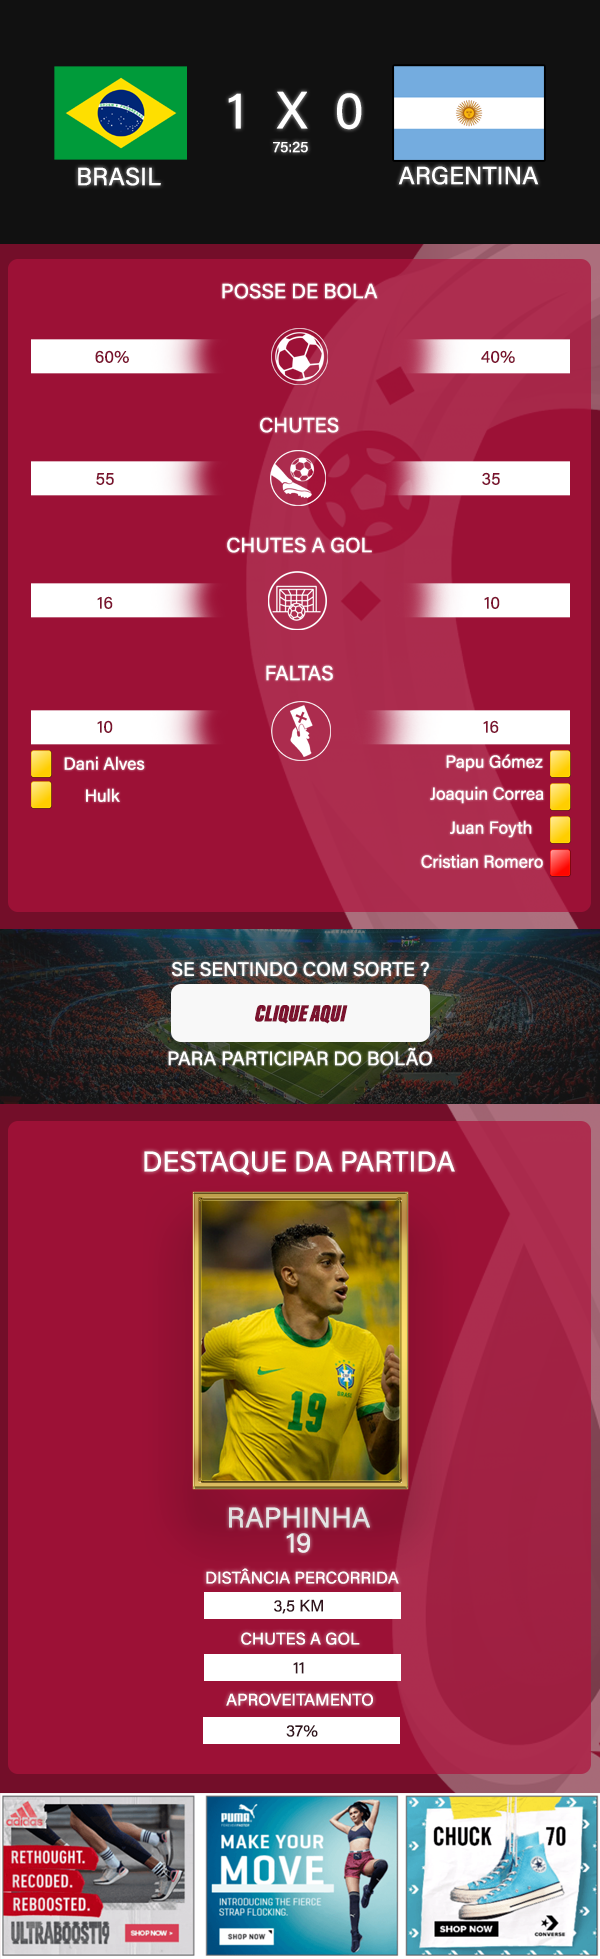 1 X 0
75:25
BRASIL
ARGENTINA
POSSE DE BOLA
60%
40%
CHUTES
55
35
CHUTES A GOL
16
10
FALTAS
10
16
Dani Alves
Hulk
Papu Gómez
Joaquin Correa
Juan Foyth
Cristian Romero
SE SENTINDO COM SORTE ?
CLIQUE AQUI
PARA PARTICIPAR DO BOLÃO
DESTAQUE DA PARTIDA
19
BRASIL
RAPHINHA
19
DISTÂNCIA PERCORRIDA
3,5 KM
CHUTES A GOL
11
APROVEITAMENTO
37%
adidas
RETHOUGHT.
RECODED.
REBOOSTED.
ULTRABOOST19
SHOP NOW >
PUMA
FOREVER FASTER
MAKE YOUR
MOVE
INTRODUCING THE FIERCE
STRAP FLOCKING.
SHOP NOW
CHUCK 70
SHOP NOW
CONVERSE